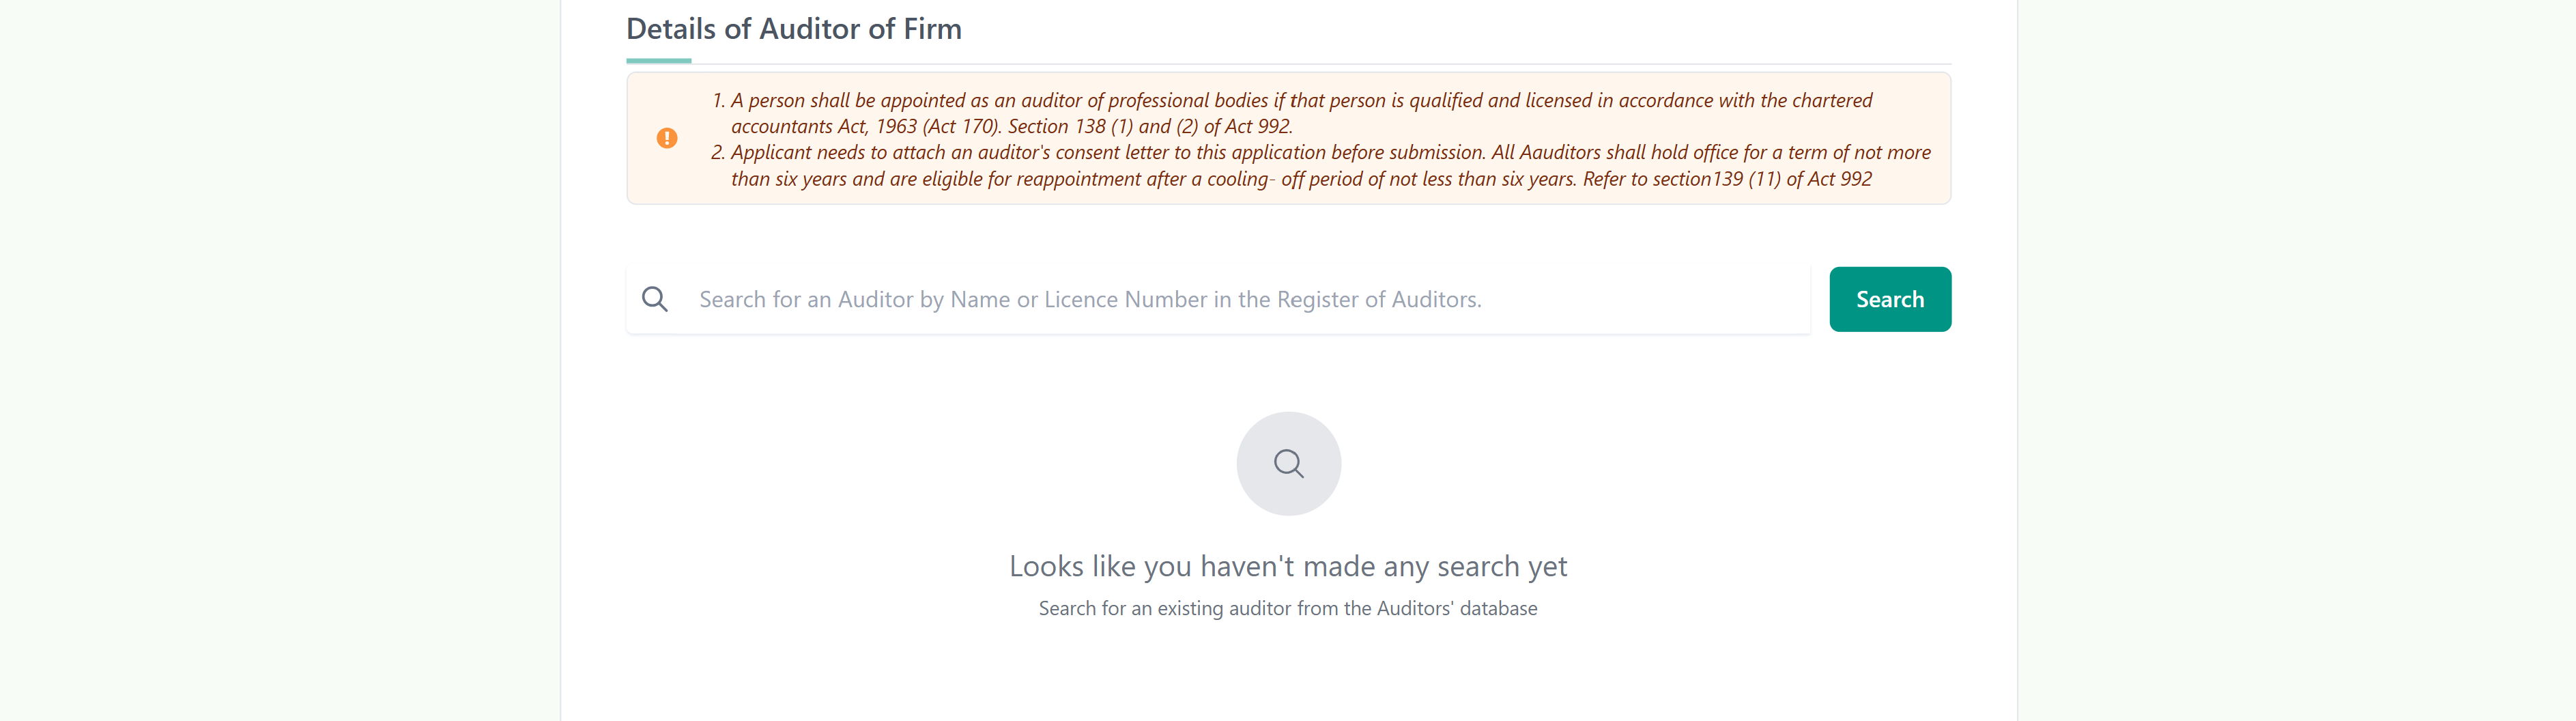 Details of Auditor of Firm
1. A person shall be appointed as an auditor of professional bodies if that person is qualified and licensed in accordance with the chartered
accountants Act, 1963 (Act 170). Section 138 (1) and (2) of Act 992.
2. Applicant needs to attach an auditor's consent letter to this application before submission. All Aauditors shall hold office for a term of not more
than six years and are eligible for reappointment after a cooling- off period of not less than six years. Refer to section139 (11) of Act 992
Search for an Auditor by Name or Licence Number in the Register of Auditors.
Search
Looks like you haven't made any search yet
Search for an existing auditor from the Auditors' database